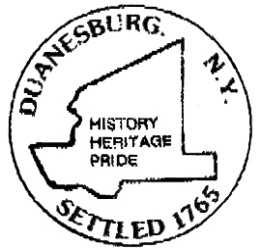 DUANESBURG. N.Y.
HISTORY
HERITAGE
PRIDE
SETTLED 1765